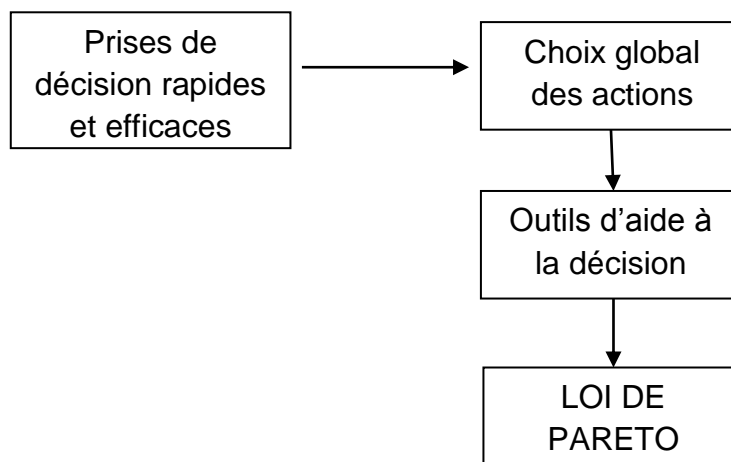 Prises de
décision rapides
et efficaces
Choix global
des actions
Outils d’aide à
la décision
LOI DE
PARETO